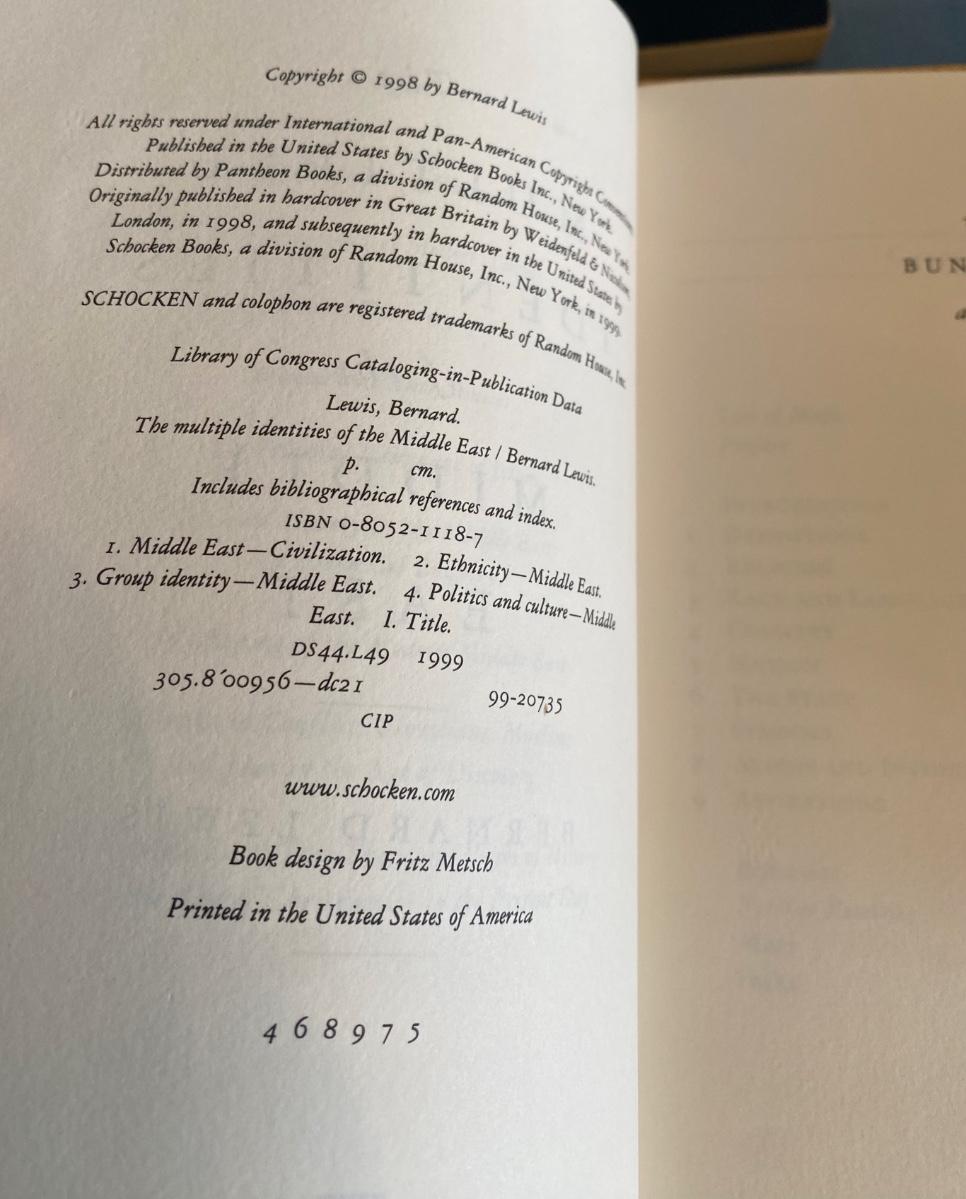 Copyright © 1998 by Bernard Lewis
All rights reserved under International and Pan-American Copyright
Published in the United States by Schocken Books Inc., New York.
Distributed by Pantheon Books, a division of Random House, Inc., New York.
Originally published in hardcover in Great Britain by Weidenfeld & Nicolson
London, in 1998, and subsequently in hardcover in the United States by
Schocken Books, a division of Random House, Inc., New York, in 1999.
SCHOCKEN and colophon are registered trademarks of Random House, Inc.
Library of Congress Cataloging-in-Publication Data
Lewis, Bernard.
The multiple identities of the Middle East / Bernard Lewis.
p. cm.
Includes bibliographical references and index.
ISBN 0-8052-1118-7
1. Middle East—Civilization. 2. Ethnicity—Middle East.
3. Group identity—Middle East. 4. Politics and culture—Middle
East. I. Title.
DS44.L49 1999
305.8´00956—dc21 99-20735
CIP
www.schocken.com
Book design by Fritz Metsch
Printed in the United States of America
4 6 8 9 7 5
BUN